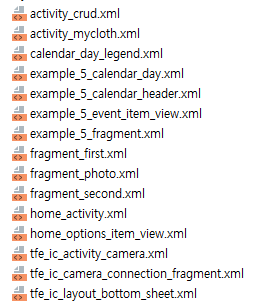 activity_crud.xml
activity_mycloth.xml
calendar_day_legend.xml
example_5_calendar_day.xml
example_5_calendar_header.xml
example_5_event_item_view.xml
example_5_fragment.xml
fragment_first.xml
fragment_photo.xml
fragment_second.xml
home_activity.xml
home_options_item_view.xml
tfe_ic_activity_camera.xml
tfe_ic_camera_connection_fragment.xml
tfe_ic_layout_bottom_sheet.xml